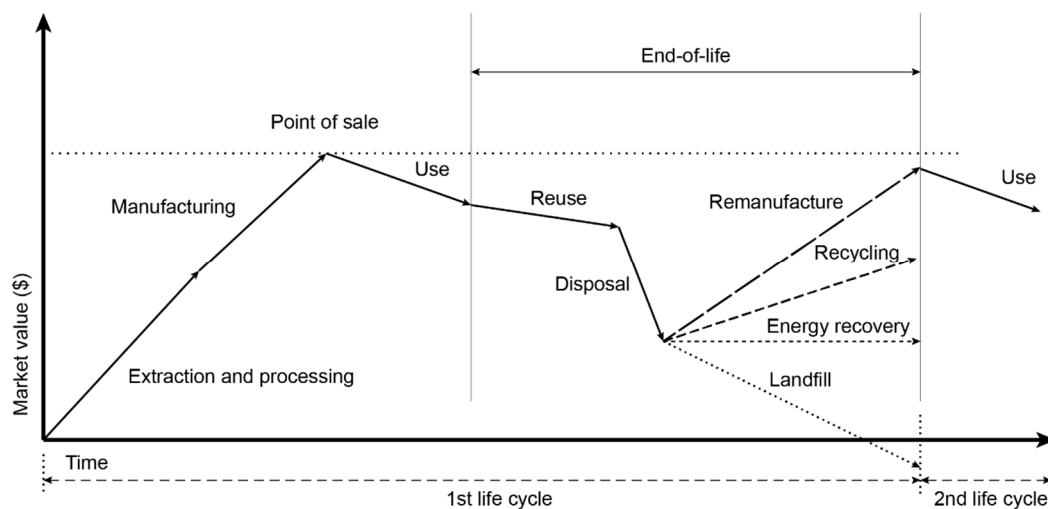 End-of-life
Point of sale
Use
Use
Reuse
Manufacturing
Remanufacture
Recycling
Disposal
Energy recovery
Extraction and processing
Landfill
Market value ($)
Time
1st life cycle
2nd life cycle